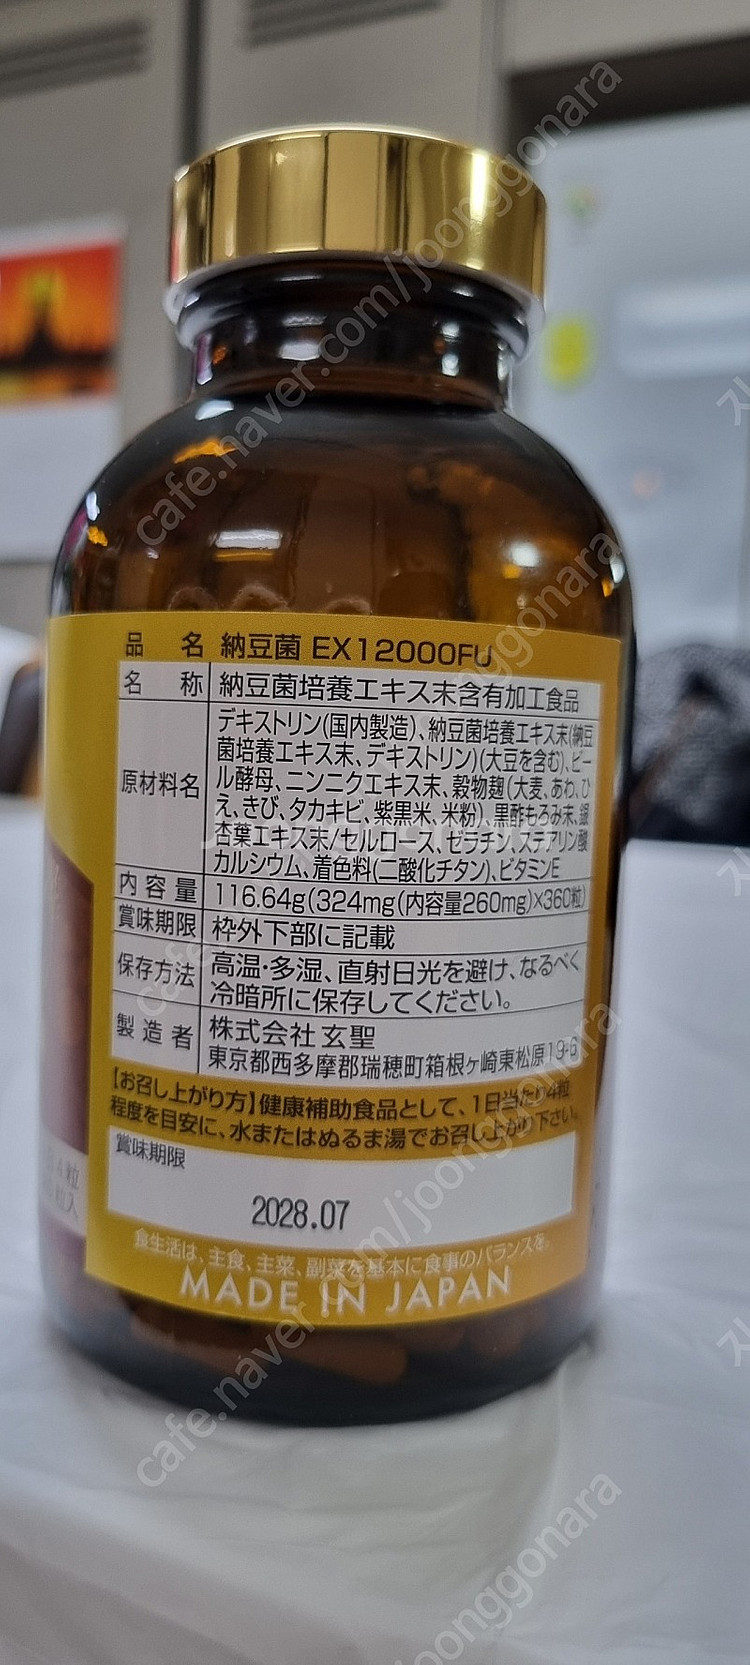 品 名 納豆菌 EX12000FU
名 称 納豆菌培養エキス末含有加工食品
原材料名 デキストリン(国内製造)、納豆菌培養エキス末(納豆
菌培養エキス末、デキストリン)(大豆を含む)、ビー
ル酵母、ニンニクエキス末、穀物麹(大麦、あわ、ひ
え、きび、タカキビ、紫黒米、米粉)、黒酢もろみ末、銀
杏葉エキス末/セルロース、ゼラチン、ステアリン酸
カルシウム、着色料(二酸化チタン)、ビタミンE
内容量 116.64g(324mg(内容量260mg)×360粒)
賞味期限 枠外下部に記載
保存方法 高温・多湿、直射日光を避け、なるべく
冷暗所に保存してください。
製造者 株式会社玄聖
東京都西多摩郡瑞穂町箱根ヶ崎東松原19-6
【お召し上がり方】健康補助食品として、1日当たり4粒
程度を目安に、水またはぬるま湯でお召し上がり下さい。
賞味期限
2028.07
食生活は、主食、主菜、副菜を基本に食事のバランスを。
MADE IN JAPAN
cafe.naver.com/joonggonara
cafe.naver.com/joonggonara
cafe.naver.com/joonggonara
joonggonara